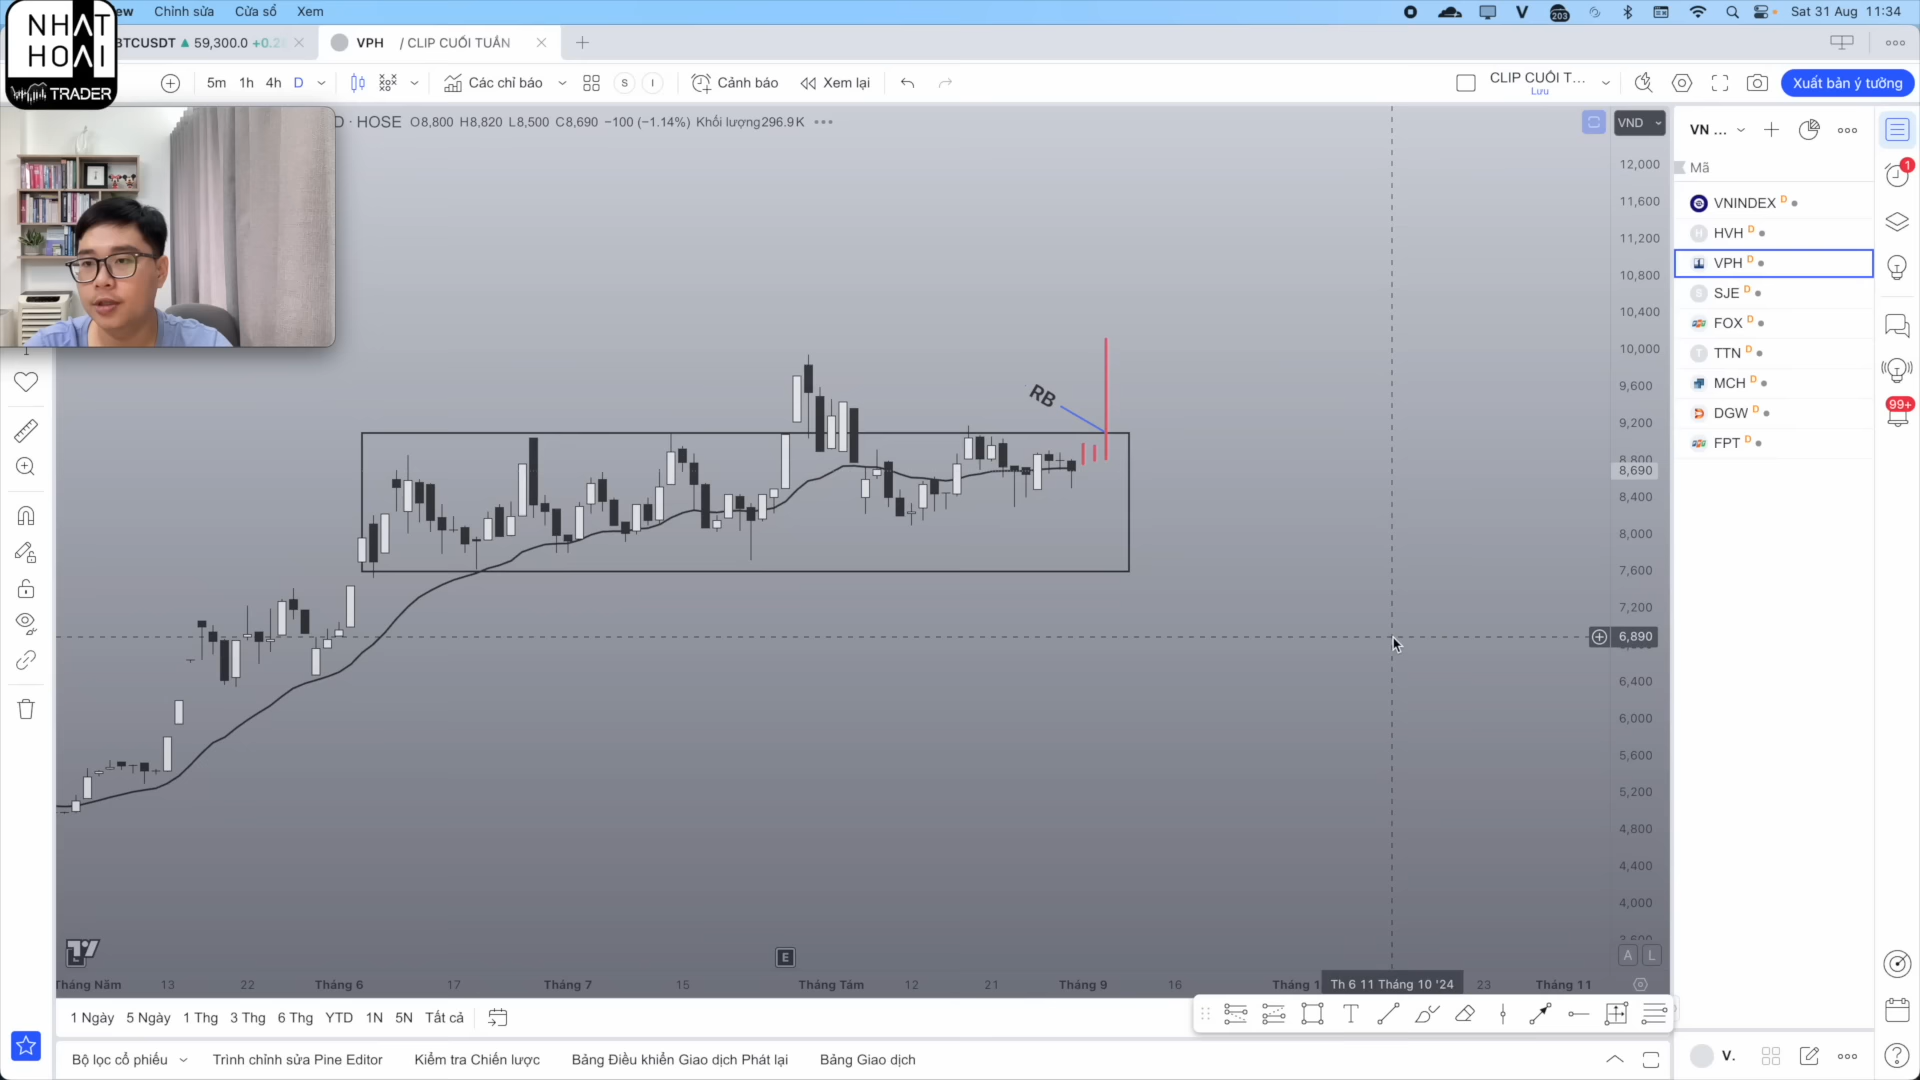 Chỉnh sửa Cửa sổ Xem
203
Sat 31 Aug 11:34
NHAT
HOAI
TRADER
BTCUSDT ▲ 59,300.0
VPH / CLIP CUỐI TUẦN
5m 1h 4h D
Các chỉ báo
S I
Cảnh báo
Xem lại
CLIP CUỐI T...
Lưu
Xuất bản ý tưởng
· HOSE O8,800 H8,820 L8,500 C8,690 −100 (−1.14%) Khối lượng296.9K
VND
VN ...
Mã
VNINDEX D
HVH D
VPH D
SJE D
FOX D
TTN D
MCH D
DGW D
FPT D
1
99+
12,000
11,600
11,200
10,800
10,400
10,000
9,600
9,200
8,690
8,400
8,000
7,600
7,200
6,890
6,400
6,000
5,600
5,200
4,800
4,400
4,000
RB
E
A L
Tháng Năm 13 22 Tháng 6 17 Tháng 7 15 Tháng Tám 12 21 Tháng 9 16 Th 6 11 Tháng 10 '24 23 Tháng 11
1 Ngày 5 Ngày 1 Thg 3 Thg 6 Thg YTD 1N 5N Tất cả
Bộ lọc cổ phiếu Trình chỉnh sửa Pine Editor Kiểm tra Chiến lược Bảng Điều khiển Giao dịch Phát lại Bảng Giao dịch
V.